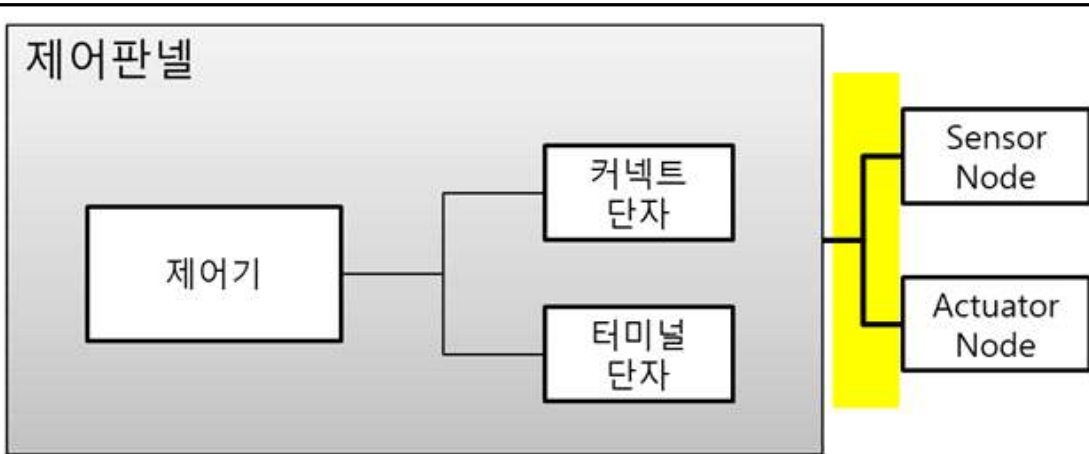 제어판넬
커넥트
단자
제어기
터미널
단자
Sensor
Node
Actuator
Node